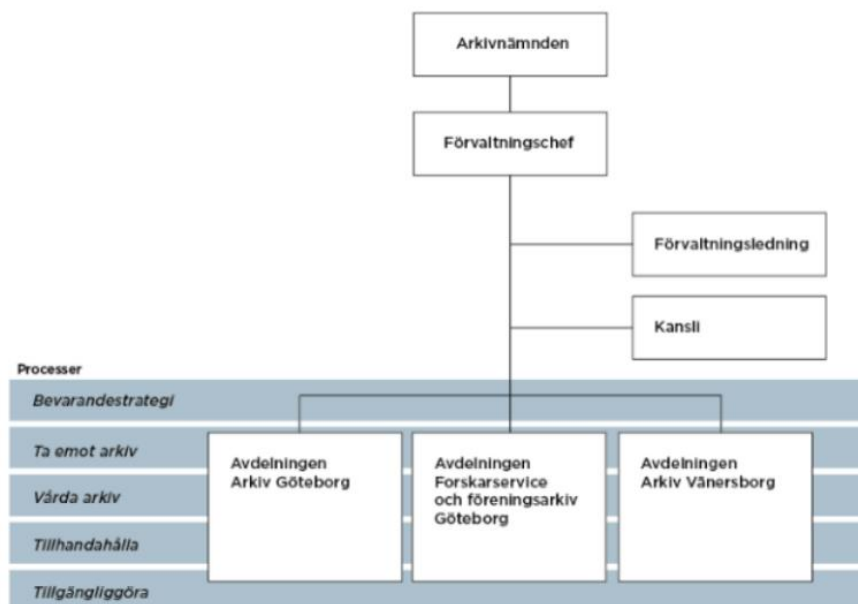 Arkivnämnden
Förvaltningschef
Förvaltningsledning
Kansli
Processer
Bevarandestrategi
Ta emot arkiv
Vårda arkiv
Tillhandahålla
Tillgängliggöra
Avdelningen
Arkiv Göteborg
Avdelningen
Forskarservice
och föreningsarkiv
Göteborg
Avdelningen
Arkiv Vänersborg